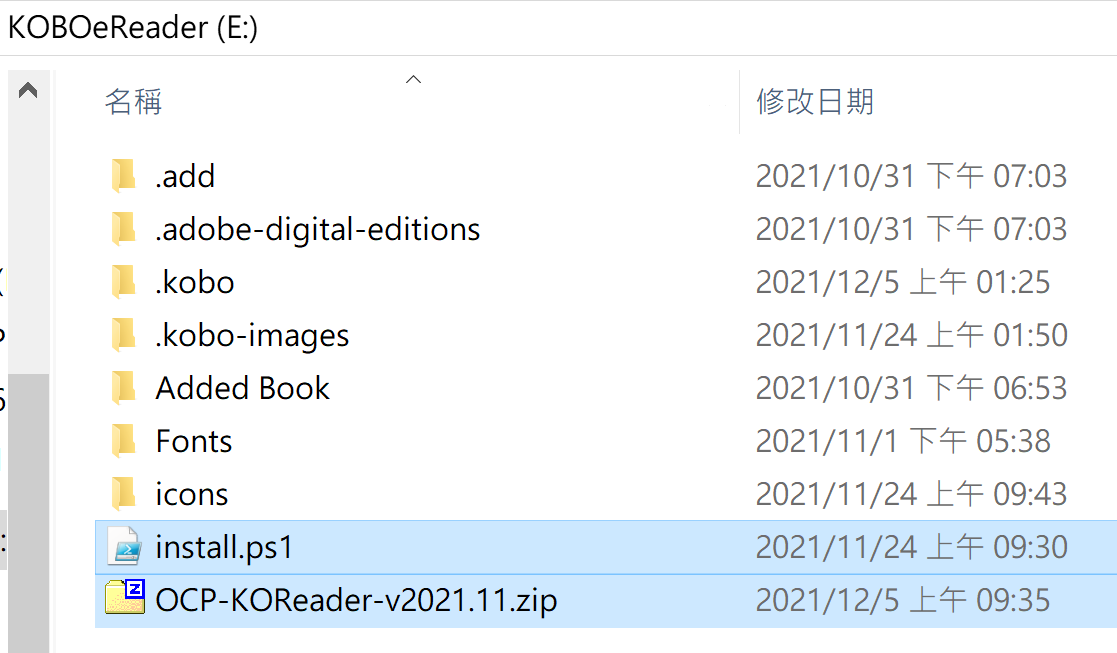 KOBOeReader (E:)
名稱 修改日期
.add 2021/10/31 下午 07:03
.adobe-digital-editions 2021/10/31 下午 07:03
.kobo 2021/12/5 上午 01:25
.kobo-images 2021/11/24 上午 01:50
Added Book 2021/10/31 下午 06:53
Fonts 2021/11/1 下午 05:38
icons 2021/11/24 上午 09:43
install.ps1 2021/11/24 上午 09:30
OCP-KOReader-v2021.11.zip 2021/12/5 上午 09:35